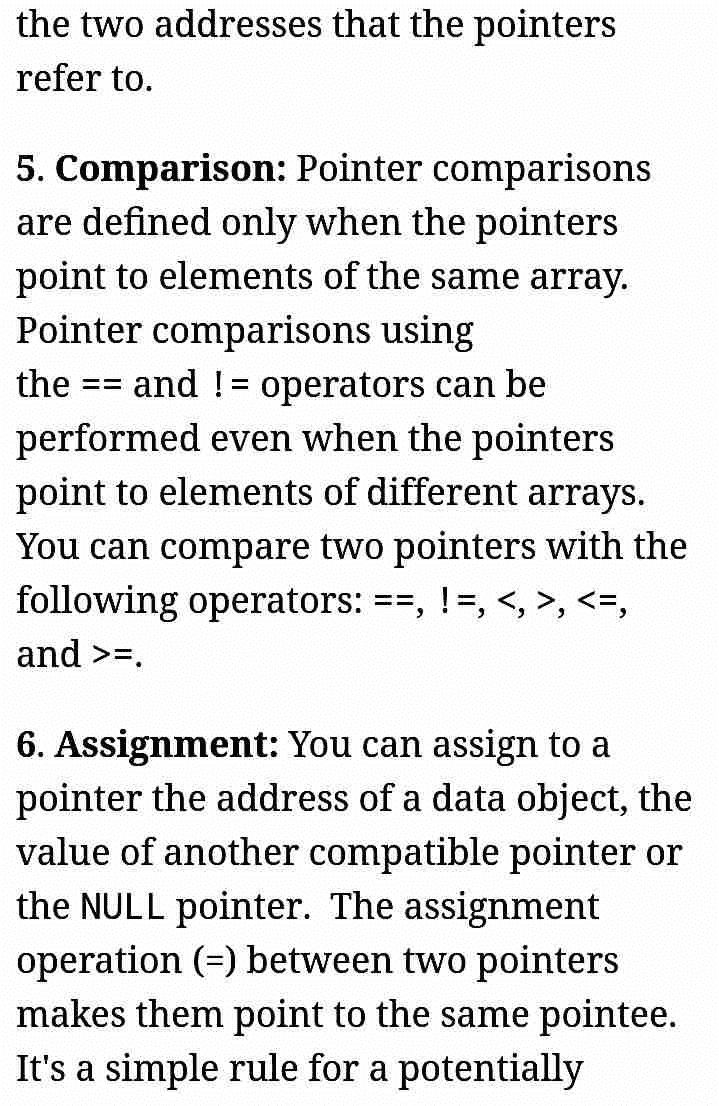 the two addresses that the pointers
refer to.
5. Comparison: Pointer comparisons
are defined only when the pointers
point to elements of the same array.
Pointer comparisons using
the == and != operators can be
performed even when the pointers
point to elements of different arrays.
You can compare two pointers with the
following operators: ==, !=, <, >, <=,
and >=.
6. Assignment: You can assign to a
pointer the address of a data object, the
value of another compatible pointer or
the NULL pointer.  The assignment
operation (=) between two pointers
makes them point to the same pointee.
It's a simple rule for a potentially